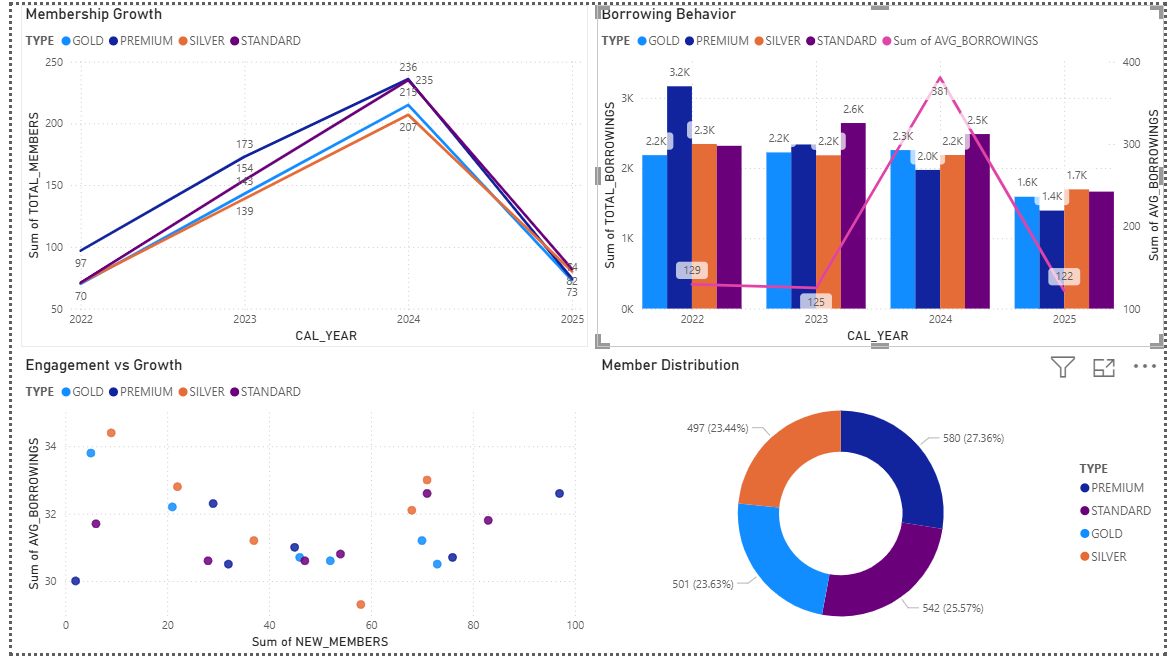 Membership Growth
TYPE GOLD PREMIUM SILVER STANDARD
Sum of TOTAL_MEMBERS
250
200
150
100
50
236
235
215
207
173
154
143
139
97
70
64
82
73
2022 2023 2024 2025
CAL_YEAR
Borrowing Behavior
TYPE GOLD PREMIUM SILVER STANDARD Sum of AVG_BORROWINGS
Sum of TOTAL_BORROWINGS
3K
2K
1K
0K
2.2K 3.2K 2.3K
2.2K 2.2K 2.6K
2.3K 2.0K 2.2K 2.5K
1.6K 1.4K 1.7K
129
125
381
122
400
300
200
100
Sum of AVG_BORROWINGS
2022 2023 2024 2025
CAL_YEAR
Engagement vs Growth
TYPE GOLD PREMIUM SILVER STANDARD
Sum of AVG_BORROWINGS
34
32
30
0 20 40 60 80 100
Sum of NEW_MEMBERS
Member Distribution
497 (23.44%)
580 (27.36%)
501 (23.63%)
542 (25.57%)
TYPE
PREMIUM
STANDARD
GOLD
SILVER